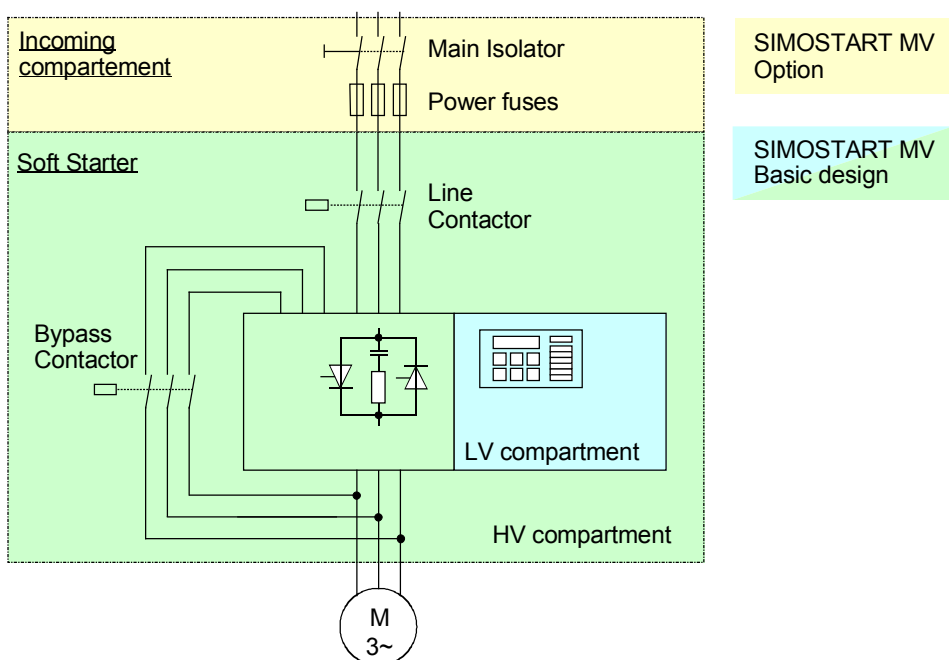 Incoming
compartement
Main Isolator
Power fuses
SIMOSTART MV
Option
SIMOSTART MV
Basic design
Soft Starter
Line
Contactor
Bypass
Contactor
LV compartment
HV compartment
M
3~